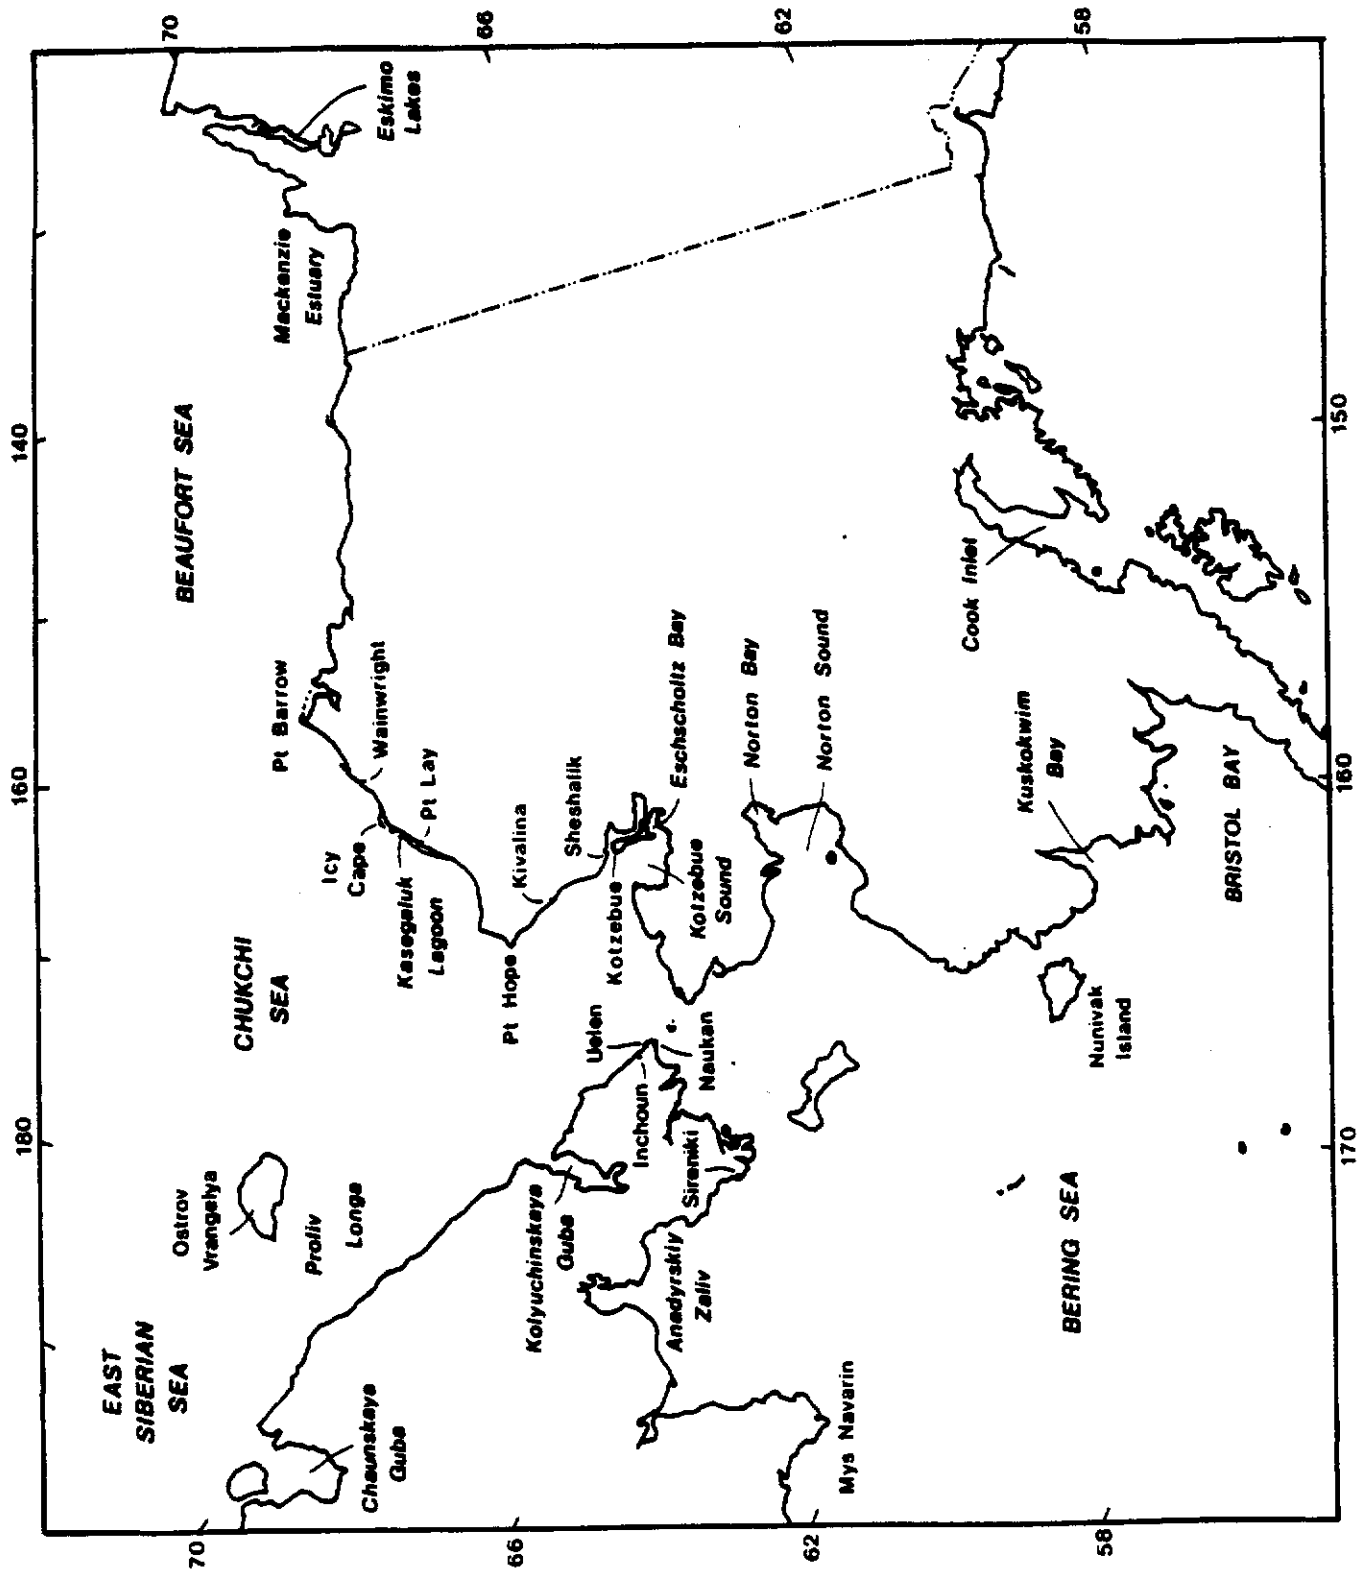 180
160
140
70
66
62
58
70
66
62
58
170
160
150
EAST
SIBERIAN
SEA
Ostrov
Vrangelya
Proliv
Longa
CHUKCHI
SEA
BEAUFORT SEA
Chaunskaya
Guba
Kolyuchinskaya
Guba
Anadyrskiy
Zaliv
Mys Navarin
Sireniki
Inchoun
Uelen
Naukan
Pt Hope
Kivalina
Sheshalik
Kotzebue
Kotzebue
Sound
Eschscholtz Bay
Icy
Cape
Kasegaluk
Lagoon
Pt Lay
Wainwright
Pt Barrow
Mackenzie
Estuary
Eskimo
Lakes
Norton Bay
Norton Sound
Kuskokwim
Bay
Nunivak
Island
Cook Inlet
BRISTOL BAY
BERING SEA